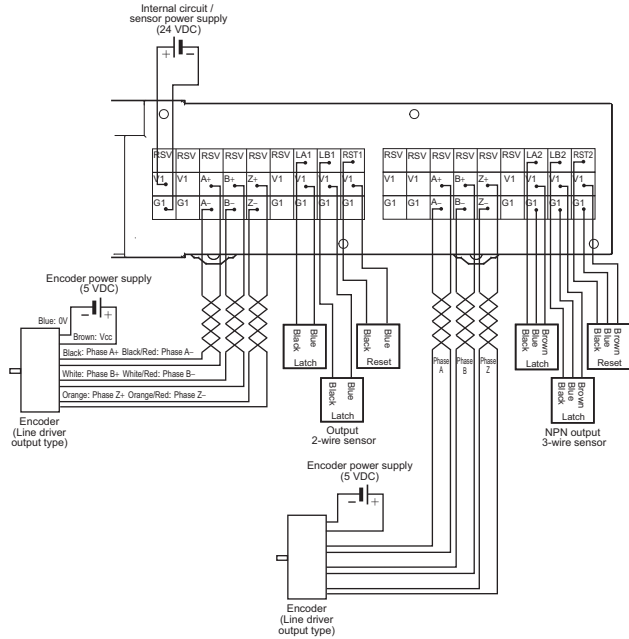 Internal circuit /
sensor power supply
(24 VDC)
+ −
RSV RSV RSV RSV RSV RSV LA1 LB1 RST1
V1 V1 A+ B+ Z+ V1 V1 V1 V1
G1 G1 A− B− Z− G1 G1 G1 G1
RSV RSV RSV RSV RSV RSV LA2 LB2 RST2
V1 V1 A+ B+ Z+ V1 V1 V1 V1
G1 G1 A− B− Z− G1 G1 G1 G1
Encoder power supply
(5 VDC)
− +
Blue: 0V
Brown: Vcc
Black: Phase A+ Black/Red: Phase A−
White: Phase B+ White/Red: Phase B−
Orange: Phase Z+ Orange/Red: Phase Z−
Encoder
(Line driver
output type)
Black
Blue
Latch
Black
Blue
Latch
Output
2-wire sensor
Black
Blue
Reset
Phase
A
Phase
B
Phase
Z
Black
Blue
Brown
Latch
Black
Blue
Brown
Latch
NPN output
3-wire sensor
Black
Blue
Brown
Reset
Encoder power supply
(5 VDC)
− +
Encoder
(Line driver
output type)